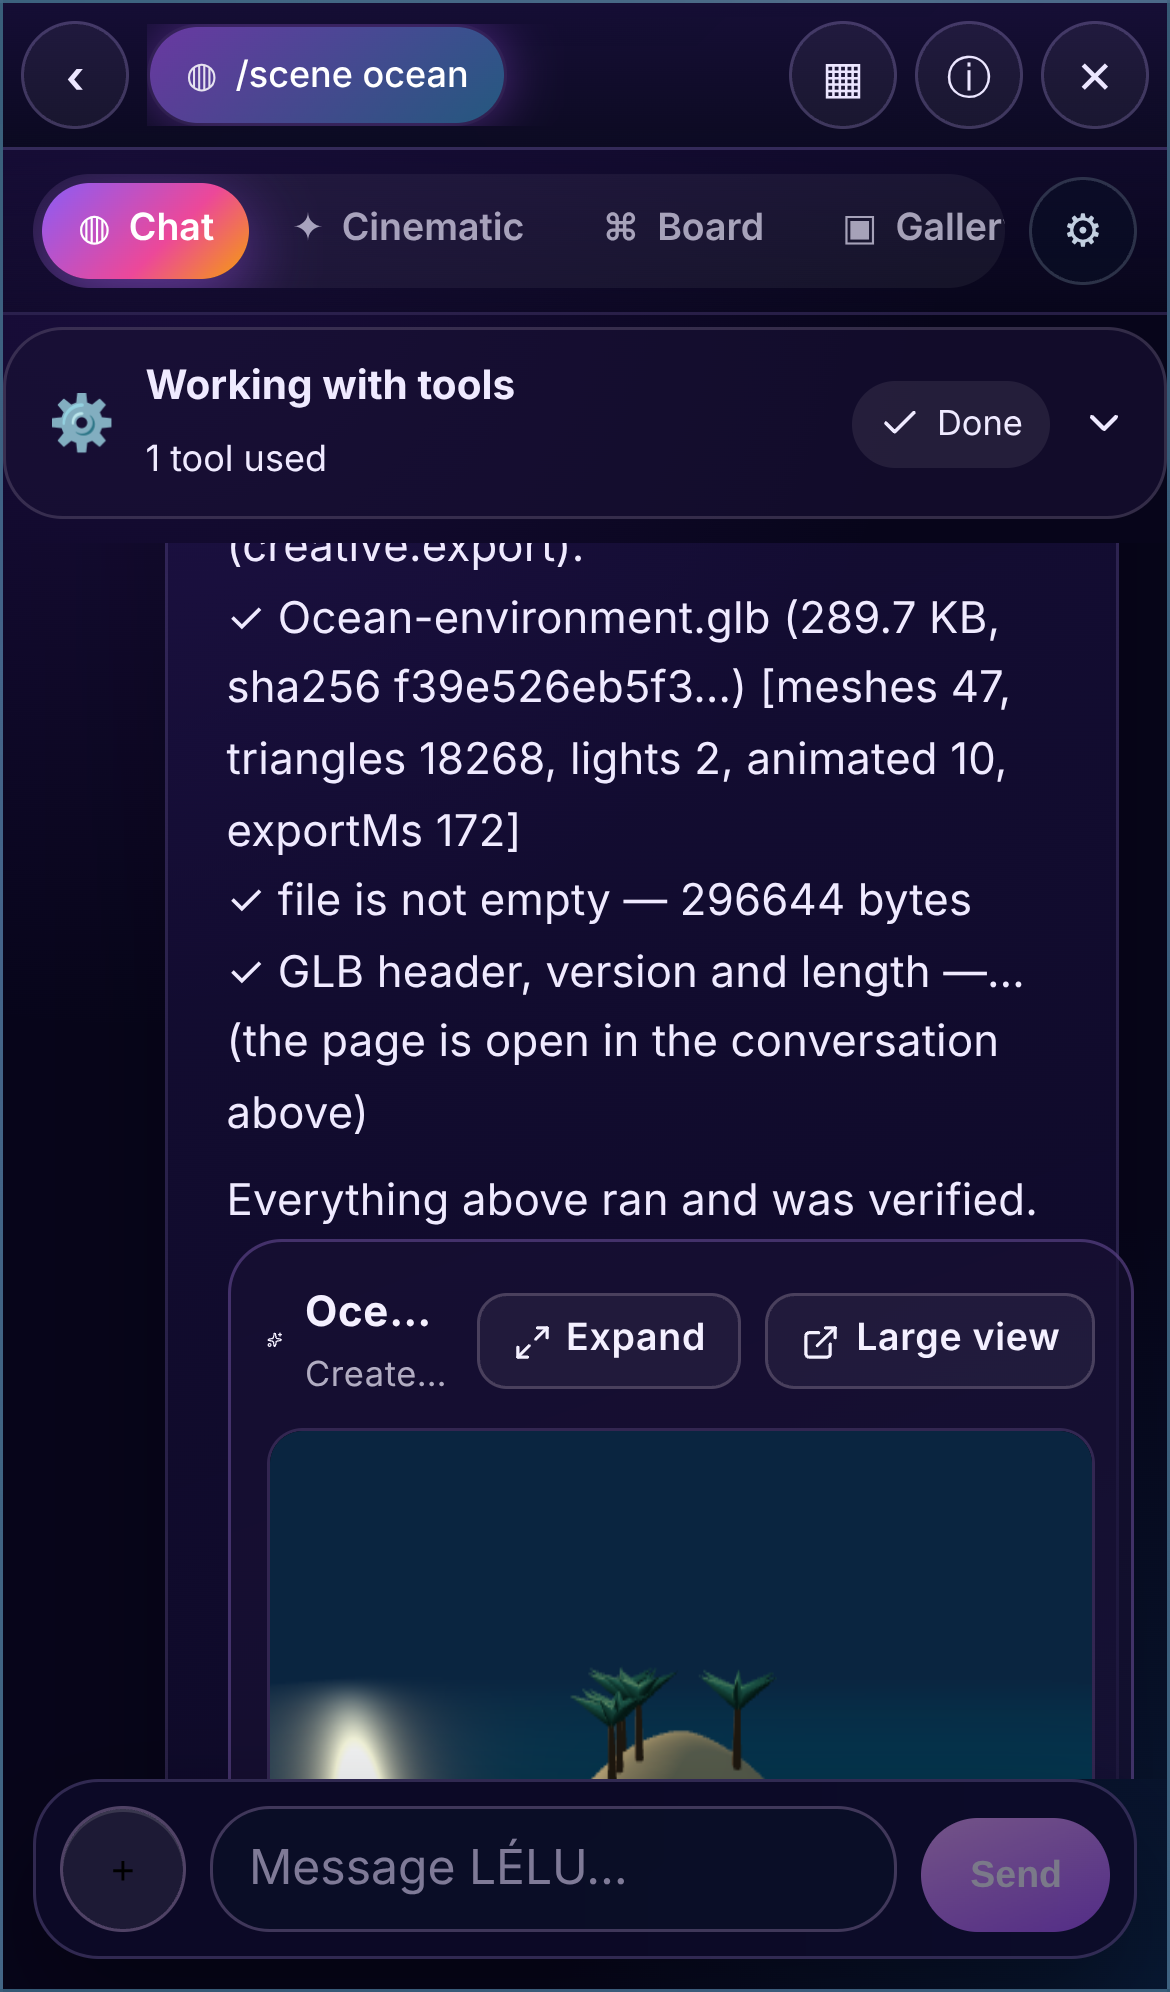 /scene ocean
Chat
Cinematic
Board
Galler
Working with tools
1 tool used
Done
(creative.export).
✓ Ocean-environment.glb (289.7 KB,
sha256 f39e526eb5f3…) [meshes 47,
triangles 18268, lights 2, animated 10,
exportMs 172]
✓ file is not empty — 296644 bytes
✓ GLB header, version and length —…
(the page is open in the conversation
above)
Everything above ran and was verified.
Oce…
Create…
Expand
Large view
Message LÉLU…
Send